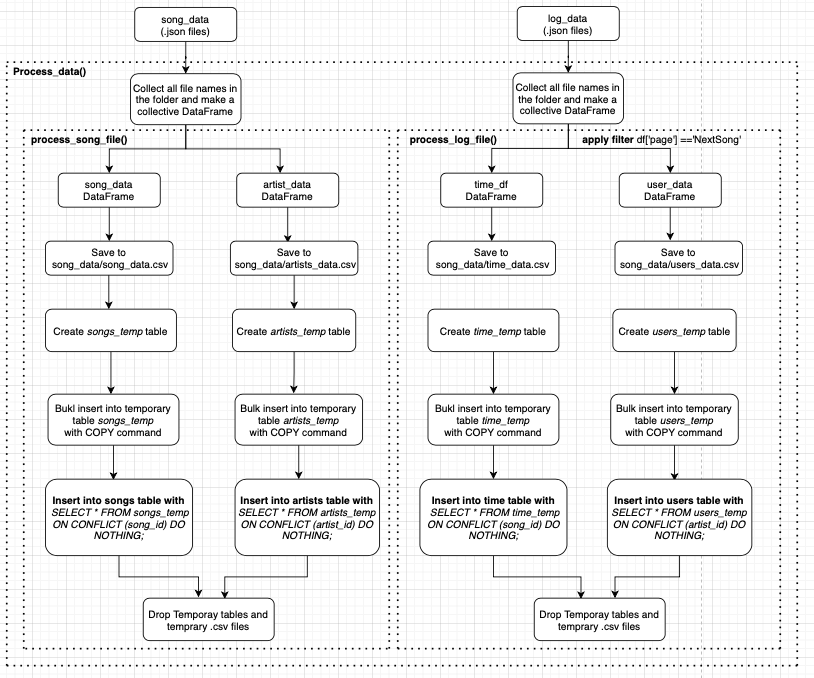 song_data
(.json files)
log_data
(.json files)
Process_data()
Collect all file names in
the folder and make a
collective DataFrame
Collect all file names in
the folder and make a
collective DataFrame
process_song_file()
process_log_file()
apply filter df['page'] =='NextSong'
song_data
DataFrame
artist_data
DataFrame
time_df
DataFrame
user_data
DataFrame
Save to
song_data/song_data.csv
Save to
song_data/artists_data.csv
Save to
song_data/time_data.csv
Save to
song_data/users_data.csv
Create songs_temp table
Create artists_temp table
Create time_temp table
Create users_temp table
Bukl insert into temporary
table songs_temp
with COPY command
Bulk insert into temporary
table artists_temp
with COPY command
Bukl insert into temporary
table time_temp
with COPY command
Bulk insert into temporary
table users_temp
with COPY command
Insert into songs table with
SELECT * FROM songs_temp
ON CONFLICT (song_id) DO
NOTHING;
Insert into artists table with
SELECT * FROM artists_temp
ON CONFLICT (artist_id) DO
NOTHING;
Insert into time table with
SELECT * FROM time_temp
ON CONFLICT (song_id) DO
NOTHING;
Insert into users table with
SELECT * FROM users_temp
ON CONFLICT (artist_id) DO
NOTHING;
Drop Temporay tables and
temprary .csv files
Drop Temporay tables and
temprary .csv files